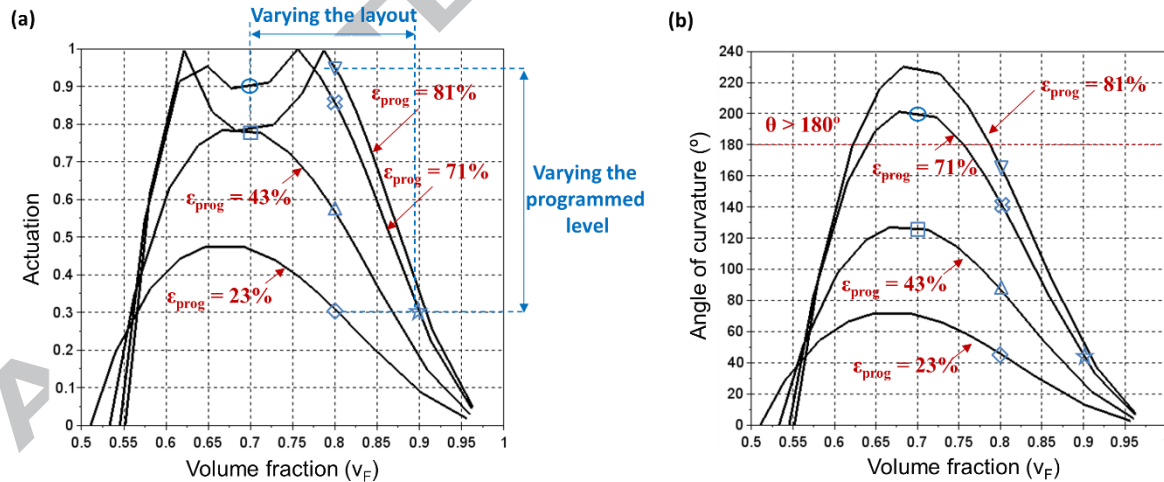 (a)
Varying the layout
Actuation
1
0.9
0.8
0.7
0.6
0.5
0.4
0.3
0.2
0.1
0
0.5
0.55
0.6
0.65
0.7
0.75
0.8
0.85
0.9
0.95
1
Volume fraction (vF)
εprog = 81%
εprog = 71%
εprog = 43%
εprog = 23%
Varying the
programmed
level
(b)
Angle of curvature (º)
240
220
200
180
160
140
120
100
80
60
40
20
0
0.5
0.55
0.6
0.65
0.7
0.75
0.8
0.85
0.9
0.95
1
Volume fraction (vF)
θ > 180º
εprog = 81%
εprog = 71%
εprog = 43%
εprog = 23%